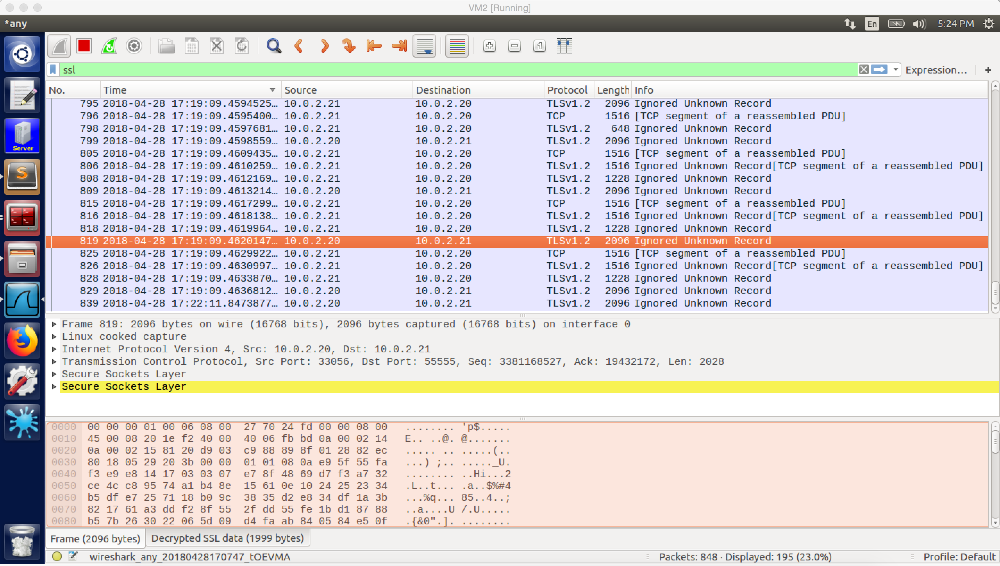 VM2 [Running]
*any En 5:24 PM
ssl Expression… +
No. Time Source Destination Protocol Length Info
795 2018-04-28 17:19:09.4594525… 10.0.2.21 10.0.2.20 TLSv1.2 2096 Ignored Unknown Record
796 2018-04-28 17:19:09.4595400… 10.0.2.21 10.0.2.20 TCP 1516 [TCP segment of a reassembled PDU]
798 2018-04-28 17:19:09.4597681… 10.0.2.21 10.0.2.20 TLSv1.2 648 Ignored Unknown Record
799 2018-04-28 17:19:09.4598559… 10.0.2.20 10.0.2.21 TLSv1.2 2096 Ignored Unknown Record
805 2018-04-28 17:19:09.4609435… 10.0.2.21 10.0.2.20 TCP 1516 [TCP segment of a reassembled PDU]
806 2018-04-28 17:19:09.4610259… 10.0.2.21 10.0.2.20 TLSv1.2 1516 Ignored Unknown Record[TCP segment of a reassembled PDU]
808 2018-04-28 17:19:09.4612169… 10.0.2.21 10.0.2.20 TLSv1.2 1228 Ignored Unknown Record
809 2018-04-28 17:19:09.4613214… 10.0.2.20 10.0.2.21 TLSv1.2 2096 Ignored Unknown Record
815 2018-04-28 17:19:09.4617299… 10.0.2.21 10.0.2.20 TCP 1516 [TCP segment of a reassembled PDU]
816 2018-04-28 17:19:09.4618138… 10.0.2.21 10.0.2.20 TLSv1.2 1516 Ignored Unknown Record[TCP segment of a reassembled PDU]
818 2018-04-28 17:19:09.4619964… 10.0.2.21 10.0.2.20 TLSv1.2 1228 Ignored Unknown Record
819 2018-04-28 17:19:09.4620147… 10.0.2.20 10.0.2.21 TLSv1.2 2096 Ignored Unknown Record
825 2018-04-28 17:19:09.4629922… 10.0.2.21 10.0.2.20 TCP 1516 [TCP segment of a reassembled PDU]
826 2018-04-28 17:19:09.4630997… 10.0.2.21 10.0.2.20 TLSv1.2 1516 Ignored Unknown Record[TCP segment of a reassembled PDU]
828 2018-04-28 17:19:09.4633870… 10.0.2.21 10.0.2.20 TLSv1.2 1228 Ignored Unknown Record
829 2018-04-28 17:19:09.4636812… 10.0.2.20 10.0.2.21 TLSv1.2 2096 Ignored Unknown Record
839 2018-04-28 17:22:11.8473877… 10.0.2.20 10.0.2.21 TLSv1.2 2096 Ignored Unknown Record
Server
Frame 819: 2096 bytes on wire (16768 bits), 2096 bytes captured (16768 bits) on interface 0
Linux cooked capture
Internet Protocol Version 4, Src: 10.0.2.20, Dst: 10.0.2.21
Transmission Control Protocol, Src Port: 33056, Dst Port: 55555, Seq: 3381168527, Ack: 19432172, Len: 2028
Secure Sockets Layer
Secure Sockets Layer
0000 00 00 00 01 00 06 08 00 27 70 24 fd 00 00 08 00 ........ 'p$.....
0010 45 00 08 20 1e f2 40 00 40 06 fb bd 0a 00 02 14 E.. ..@. @.......
0020 0a 00 02 15 81 20 d9 03 c9 88 89 8f 01 28 82 ec ..... .. .....(..
0030 80 18 05 29 20 3b 00 00 01 01 08 0a e9 5f 55 fa ...) ;.. ....._U.
0040 f3 e9 e8 14 17 03 03 07 e7 8f 48 69 d7 f3 a7 32 ........ ..Hi...2
0050 ce 4c c8 95 74 a1 b4 8e 15 61 0e 10 24 25 23 34 .L..t... .a..$%#4
0060 b5 df e7 25 71 18 b0 9c 38 35 d2 e8 34 df 1a 3b ...%q... 85..4..;
0070 82 17 61 a3 dd f2 8f 55 2f dd 55 fe 1b d1 87 88 ..a....U /.U.....
0080 b5 7b 26 30 22 06 5d 09 d4 fa ab 84 05 84 e5 0f .{&0".]. ........
Frame (2096 bytes) Decrypted SSL data (1999 bytes)
wireshark_any_20180428170747_tOEVMA Packets: 848 · Displayed: 195 (23.0%) Profile: Default